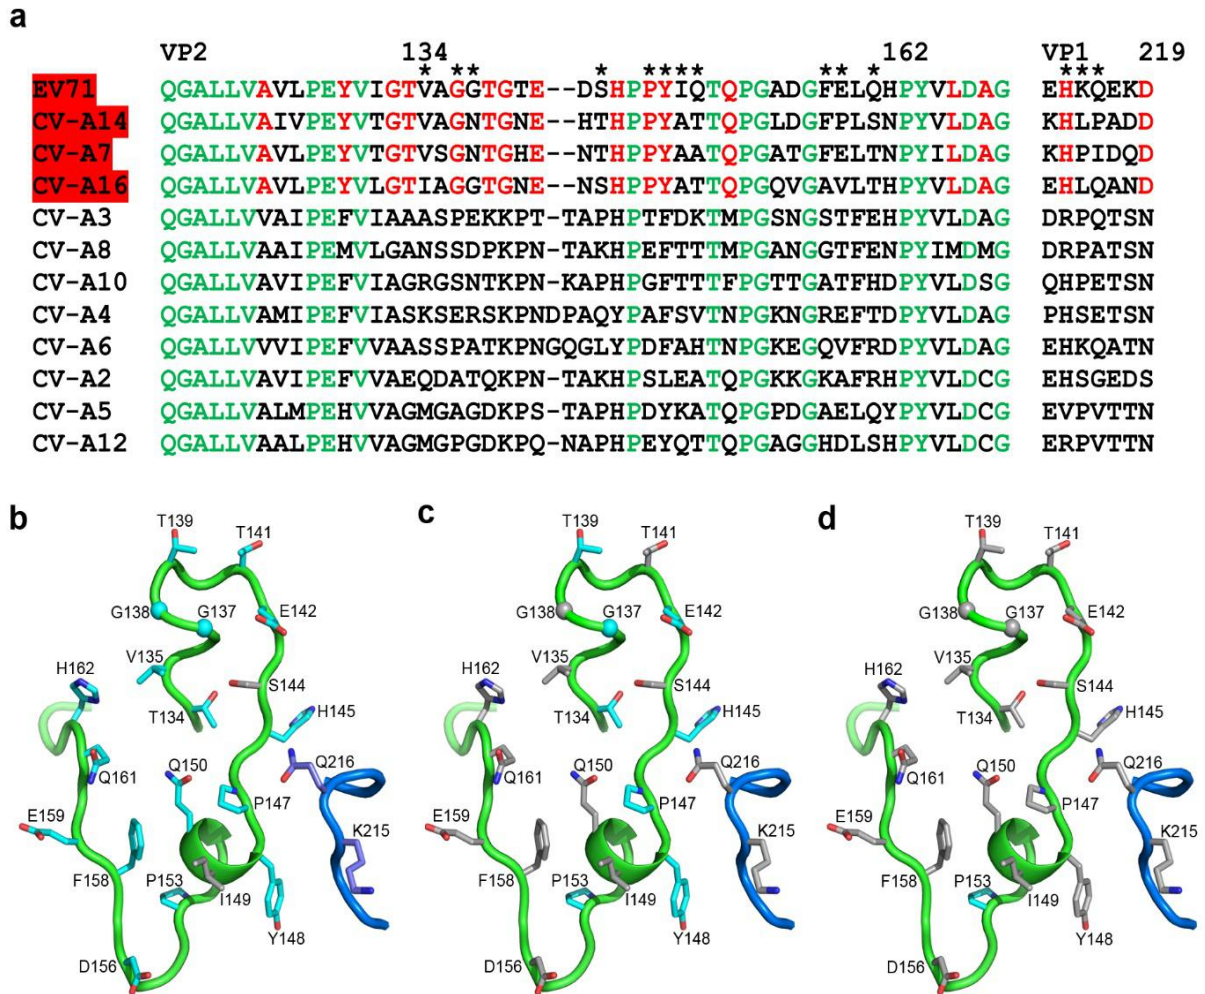 a
VP2 134 162 VP1 219
* ** * **** ** * ***
EV71 QGALLVAVLPEYVIGTVAGGTGTE--DSHPPYIQTQPGADGFELQHPYVLDAG EHKQEKD
CV-A14 QGALLVAIVPEYVTGTVAGNTGNE--HTHPPYATTQPGLDGFPLSNPYVLDAG KHLPADD
CV-A7 QGALLVAVLPEYVTGTVSGNTGHE--NTHPPYAATQPGATGFELTNPYILDAG KHPIDQD
CV-A16 QGALLVAVLPEYVLGTIAGGTGNE--NSHPPYATTQPGQVGAVLTHPYVLDAG EHLQAND
CV-A3 QGALLVVAIPEFVIAAASPEKKPT-TAPHPTFDKTMPGSNGSTFEHPYVLDAG DRPQTSN
CV-A8 QGALLVAAIPEMVLGANSSDPKPN-TAKHPEFTTTMPGANGGTFENPYIMDMG DRPATSN
CV-A10 QGALLVAVIPEFVIAGRGSNTKPN-KAPHPGFTTTFPGTTGATFHDPYVLDSG QHPETSN
CV-A4 QGALLVAMIPEFVIASKSERSKPNDPAQYPAFSVTNPGKNGREFTDPYVLDAG PHSETSN
CV-A6 QGALLVVVIPEFVVAASSPATKPNGQGLYPDFAHTNPGKEGQVFRDPYVLDAG EHKQATN
CV-A2 QGALLVAVIPEFVVAEQDATQKPN-TAKHPSLEATQPGKKGKAFRHPYVLDCG EHSGEDS
CV-A5 QGALLVALMPEHVVAGMGAGDKPS-TAPHPDYKATQPGPDGAELQYPYVLDCG EVPVTTN
CV-A12 QGALLVAALPEHVVAGMGPGDKPQ-NAPHPEYQTTQPGAGGHDLSHPYVLDCG ERPVTTN
b
T139
T141
G138
G137
E142
V135
H162
S144
T134
H145
Q150
Q216
Q161
P147
E159
K215
F158
P153
I149
Y148
D156
c
T139
T141
G138
G137
E142
V135
H162
S144
T134
H145
Q150
Q216
Q161
P147
E159
K215
F158
P153
I149
Y148
D156
d
T139
T141
G138
G137
E142
V135
H162
S144
T134
H145
Q150
Q216
Q161
P147
E159
K215
F158
P153
I149
Y148
D156